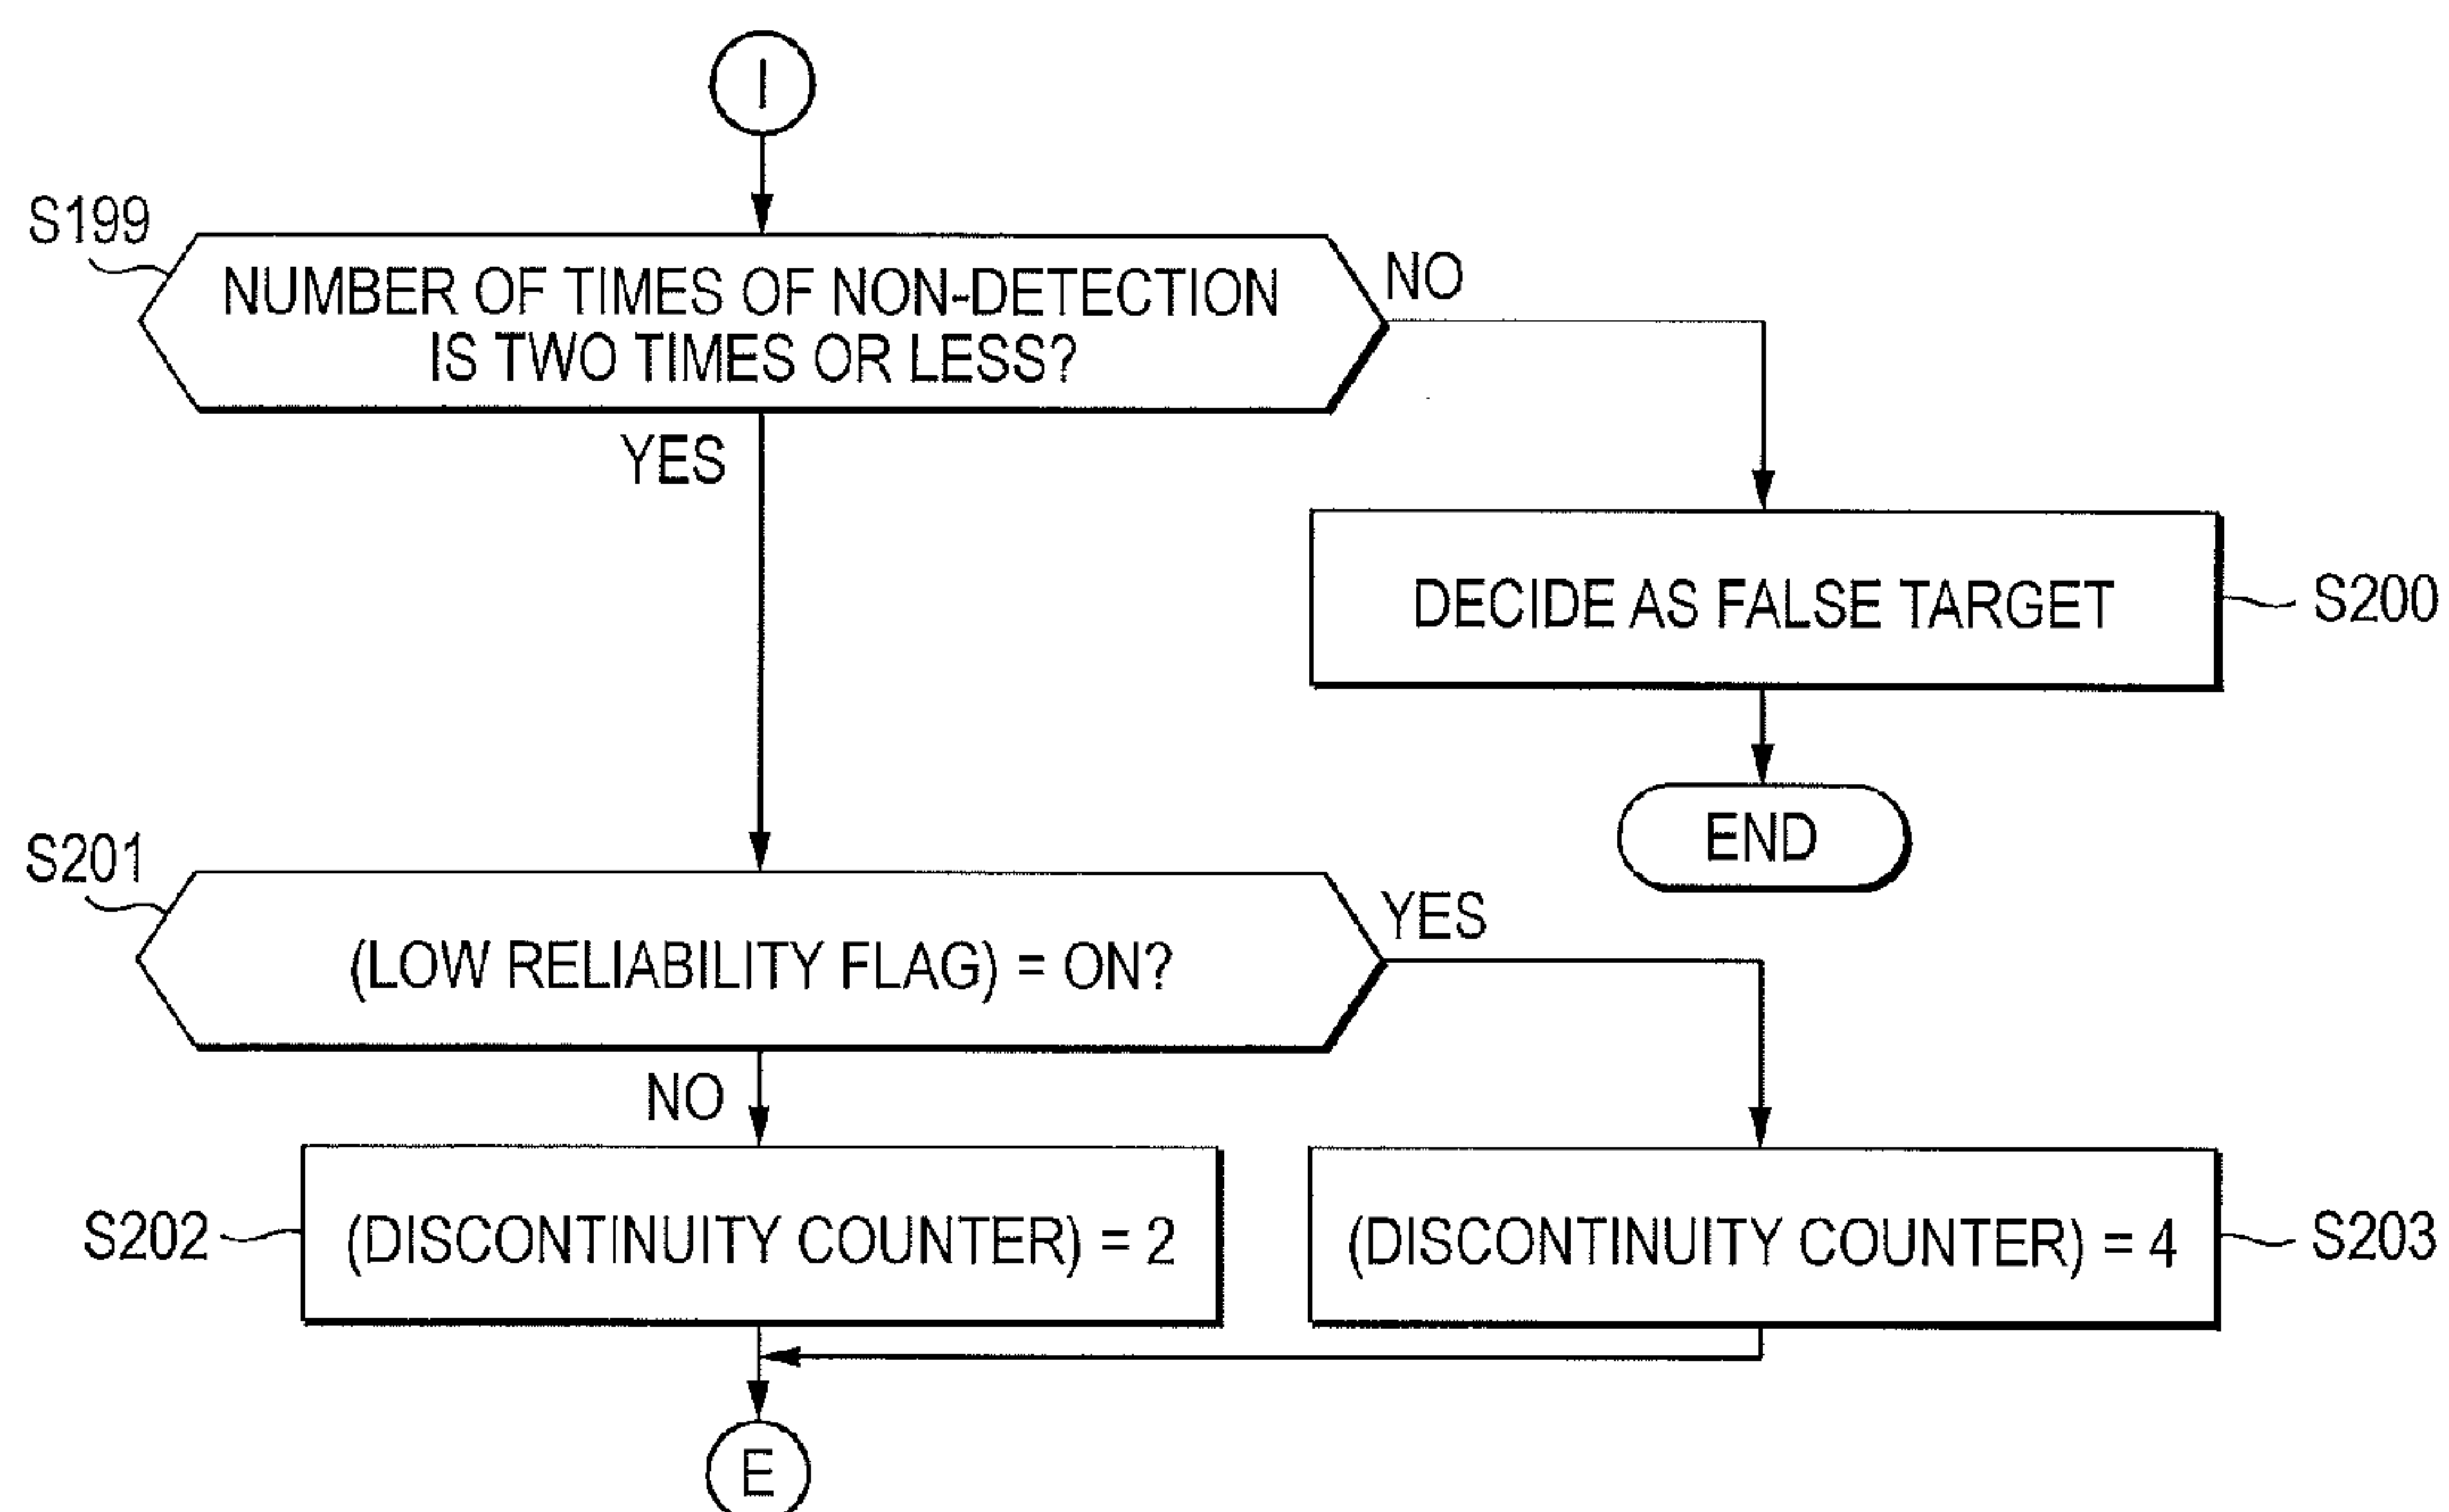 I
S199
NUMBER OF TIMES OF NON-DETECTION
IS TWO TIMES OR LESS?
NO
YES
DECIDE AS FALSE TARGET
S200
END
S201
(LOW RELIABILITY FLAG) = ON?
YES
NO
S202
(DISCONTINUITY COUNTER) = 2
(DISCONTINUITY COUNTER) = 4
S203
E